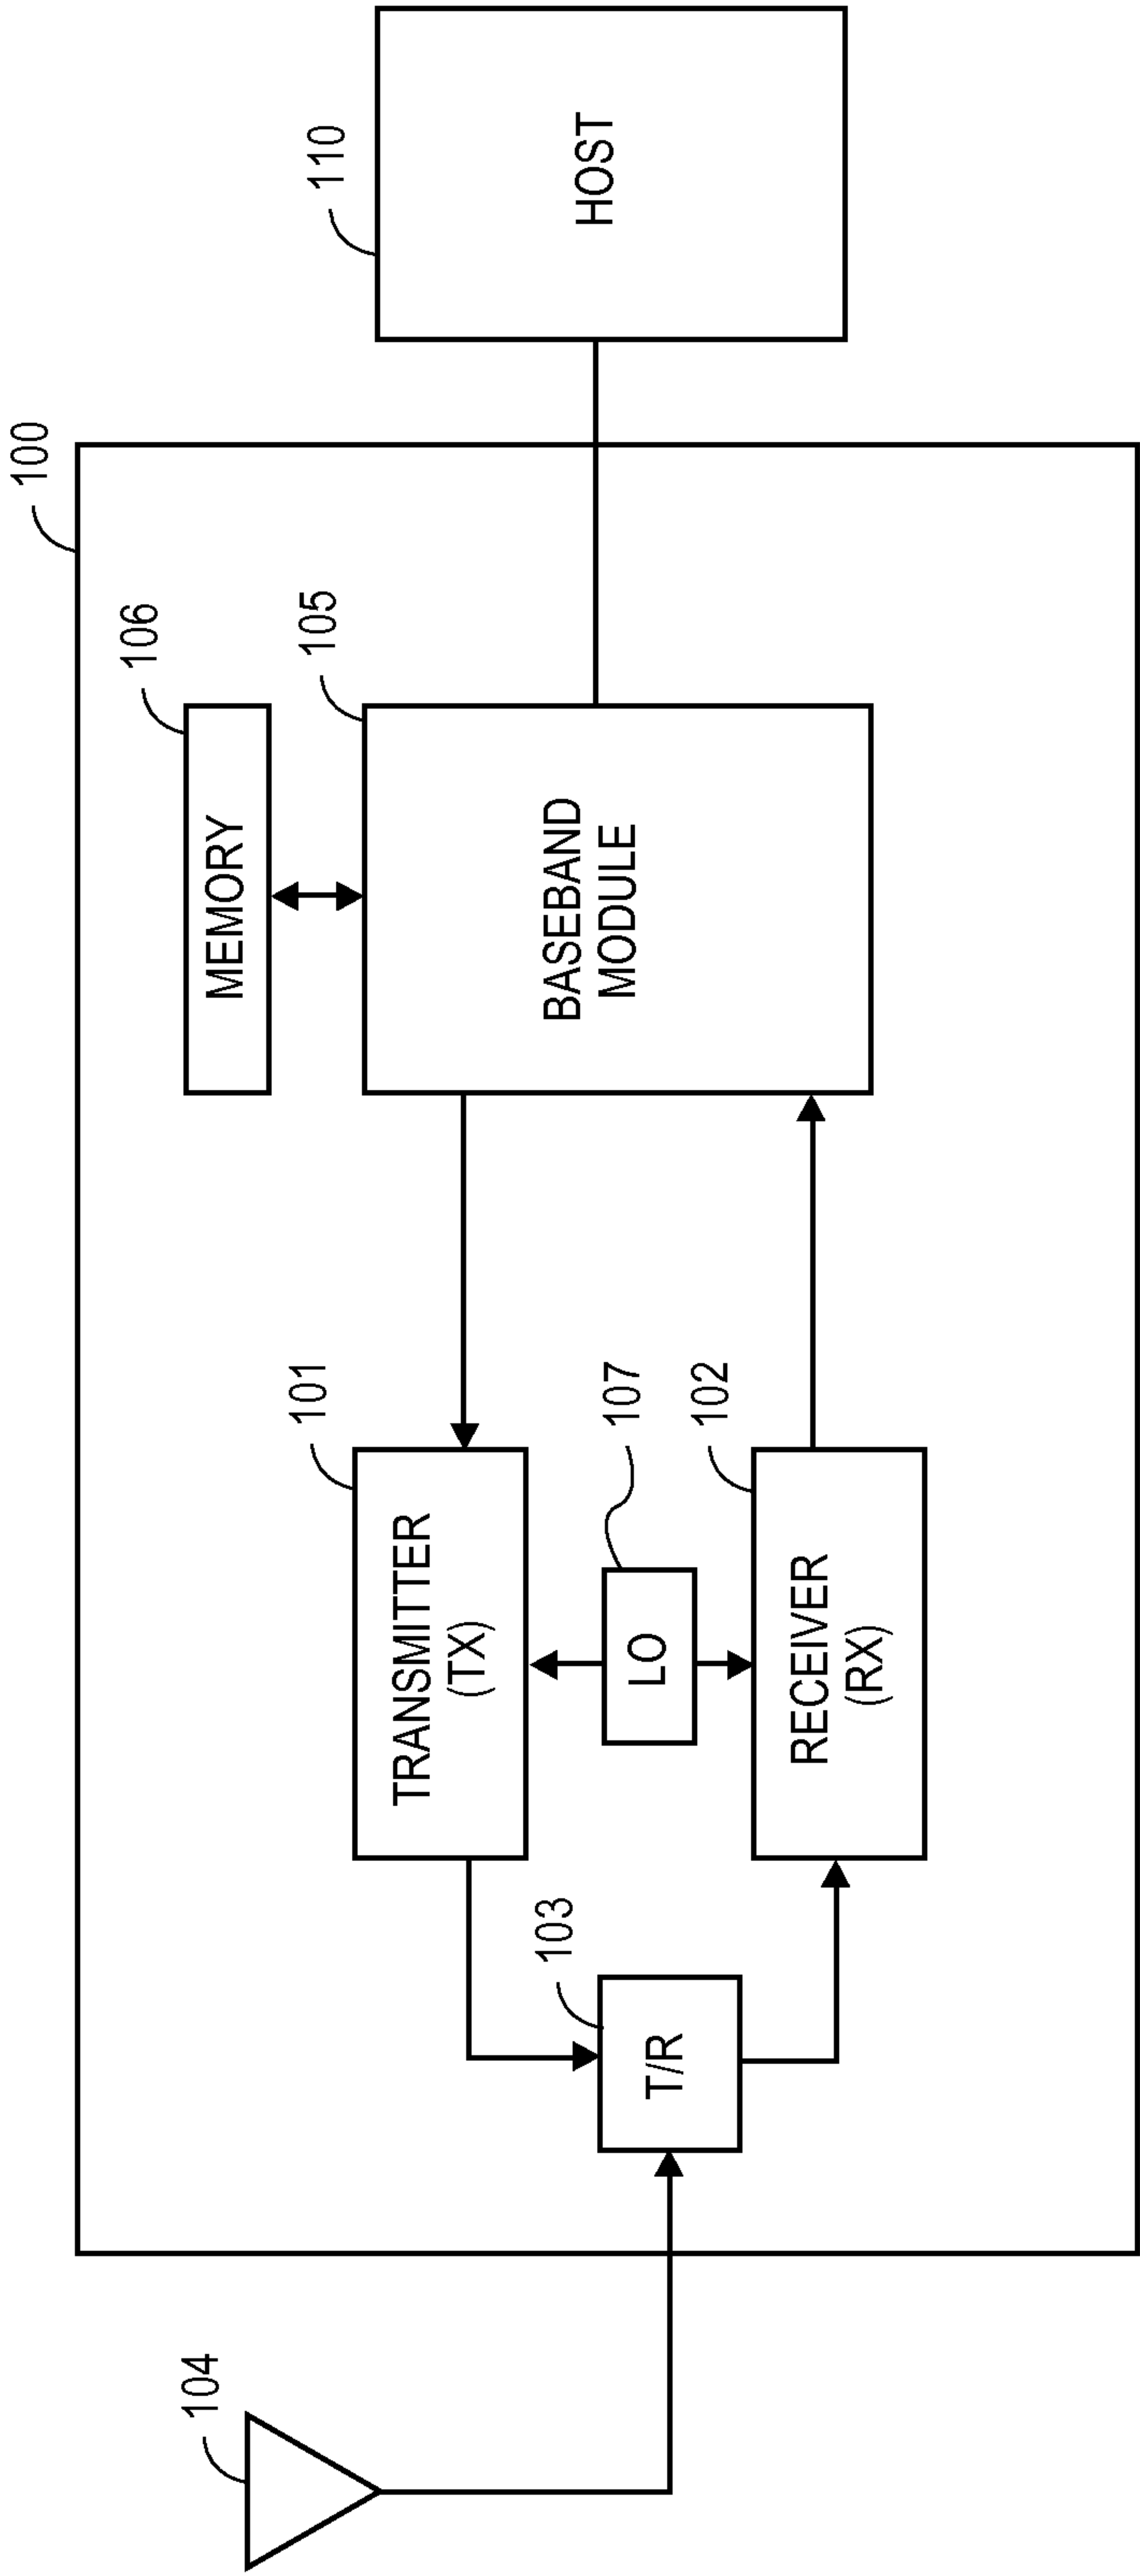 104
100
103
T/R
101
TRANSMITTER
(TX)
107
LO
102
RECEIVER
(RX)
106
MEMORY
105
BASEBAND
MODULE
110
HOST